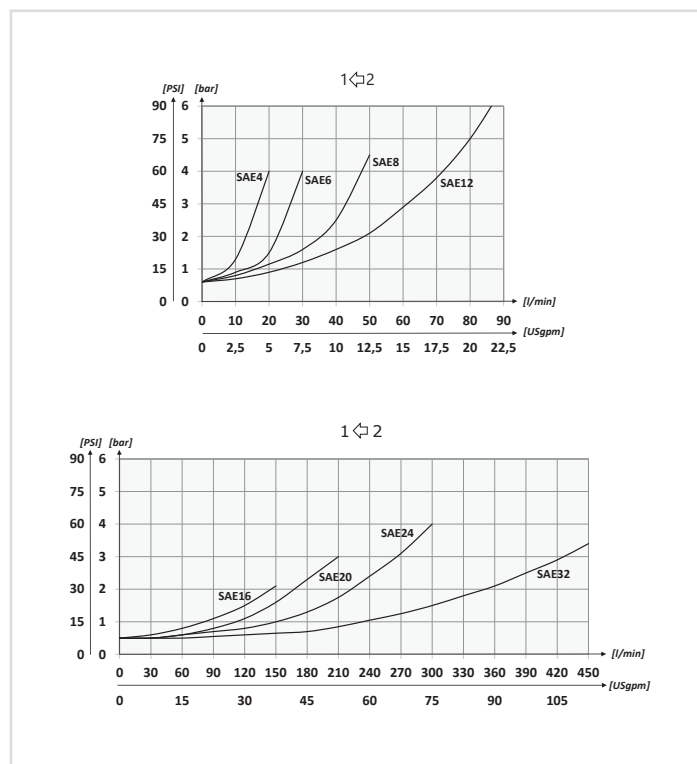 1⇦2
[PSI] [bar]
90 6
75 5
60 4
45 3
30 2
15 1
0 0
SAE4
SAE6
SAE8
SAE12
[l/min]
0 10 20 30 40 50 60 70 80 90
[USgpm]
0 2,5 5 7,5 10 12,5 15 17,5 20 22,5
1⇦2
[PSI] [bar]
90 6
75 5
60 4
45 3
30 2
15 1
0 0
SAE16
SAE20
SAE24
SAE32
[l/min]
0 30 60 90 120 150 180 210 240 270 300 330 360 390 420 450
[USgpm]
0 15 30 45 60 75 90 105